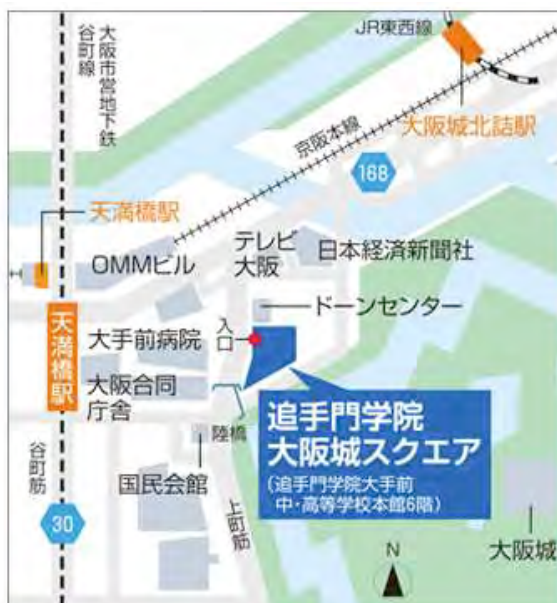 JR東西線
大阪市営地下鉄
谷町線
大阪城北詰駅
京阪本線
168
天満橋駅
テレビ
大阪
日本経済新聞社
OMMビル
ドーンセンター
天満橋駅
大手前病院
入口
大阪合同
庁舎
追手門学院
大阪城スクエア
(追手門学院大手前
中・高等学校本館6階)
陸橋
谷町筋
国民会館
上町筋
30
N
大阪城